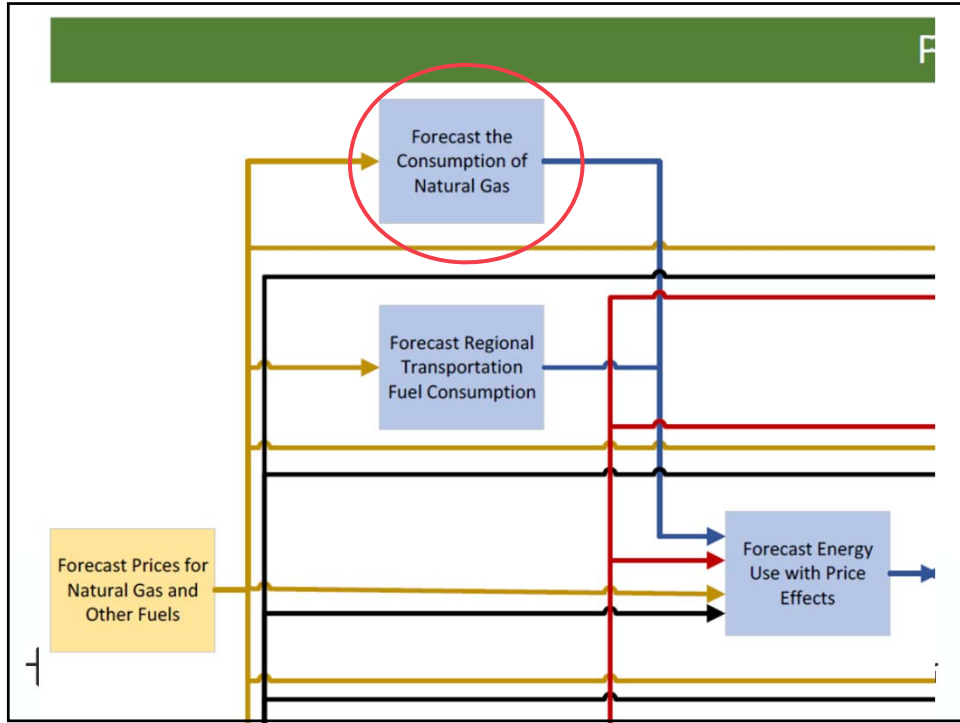 Forecast the
Consumption of
Natural Gas
Forecast Regional
Transportation
Fuel Consumption
Forecast Prices for
Natural Gas and
Other Fuels
Forecast Energy
Use with Price
Effects